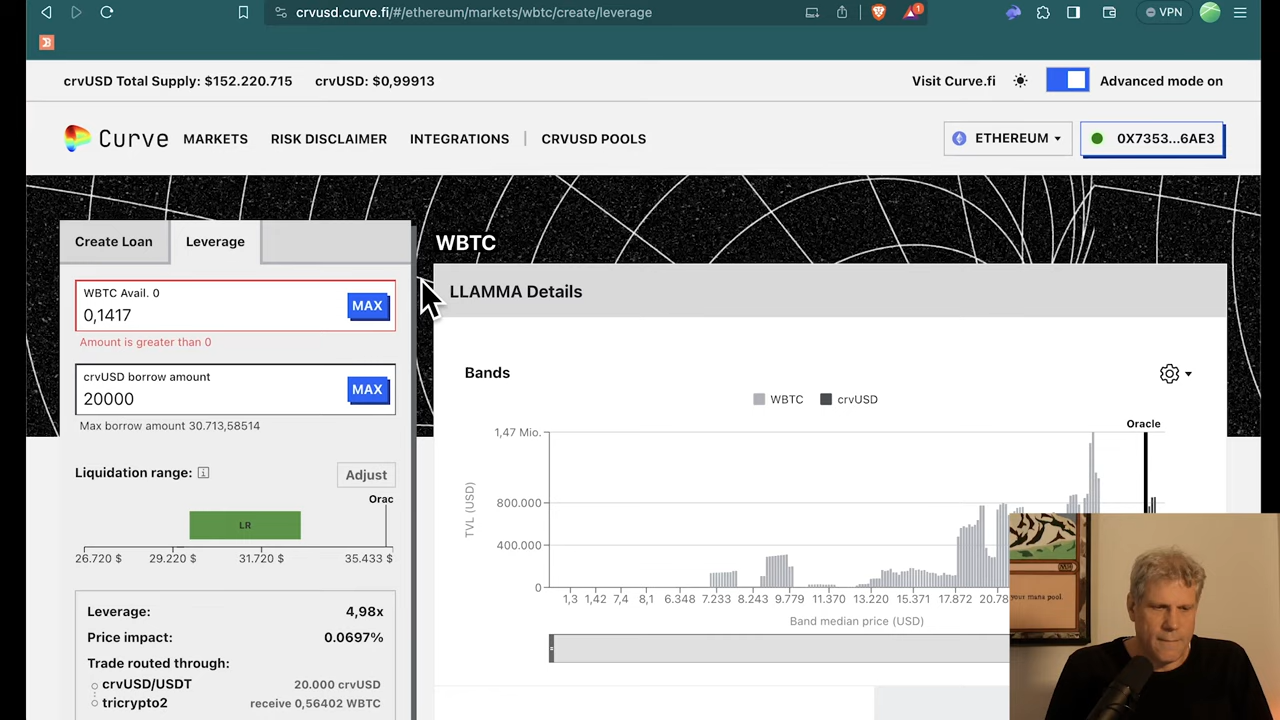 crvusd.curve.fi/#/ethereum/markets/wbtc/create/leverage
1
VPN
crvUSD Total Supply: $152.220.715 crvUSD: $0,99913
Visit Curve.fi Advanced mode on
Curve MARKETS RISK DISCLAIMER INTEGRATIONS CRVUSD POOLS
ETHEREUM 0X7353...6AE3
Create Loan Leverage
WBTC Avail. 0
0,1417
MAX
Amount is greater than 0
crvUSD borrow amount
20000
MAX
Max borrow amount 30.713,58514
Liquidation range: Adjust
Orac
LR
26.720 $ 29.220 $ 31.720 $ 35.433 $
Leverage: 4,98x
Price impact: 0.0697%
Trade routed through:
crvUSD/USDT 20.000 crvUSD
tricrypto2 receive 0,56402 WBTC
WBTC
LLAMMA Details
Bands
WBTC crvUSD
Oracle
1,47 Mio.
800.000
400.000
0
TVL (USD)
1,3 1,42 7,4 8,1 6.348 7.233 8.243 9.779 11.370 13.220 15.371 17.872 20.78
Band median price (USD)
your mana pool.